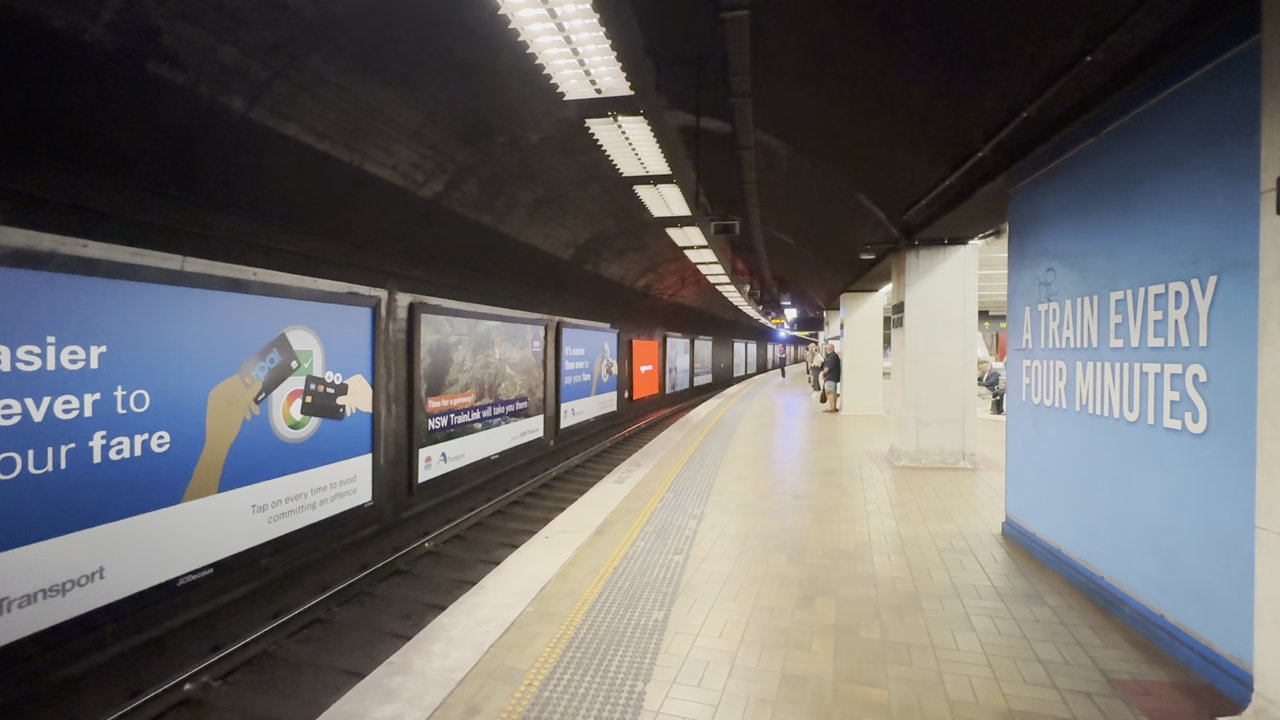 asier
ever to
our fare
Tap on every time to avoid
committing an offence
Transport
JCDecaux
Time for a getaway?
NSW TrainLink will take you there
Transport
It's easier
than ever to
pay your fare
A TRAIN EVERY
FOUR MINUTES